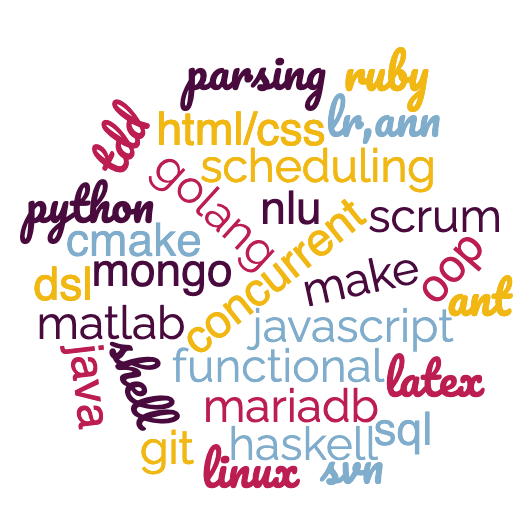 parsing
ruby
tdd
html/css
lr,ann
scheduling
golang
python
nlu
scrum
cmake
concurrent
mongo
make
oop
dsl
ant
matlab
javascript
java
shell
functional
latex
mariadb
git
haskell
sql
linux
svn